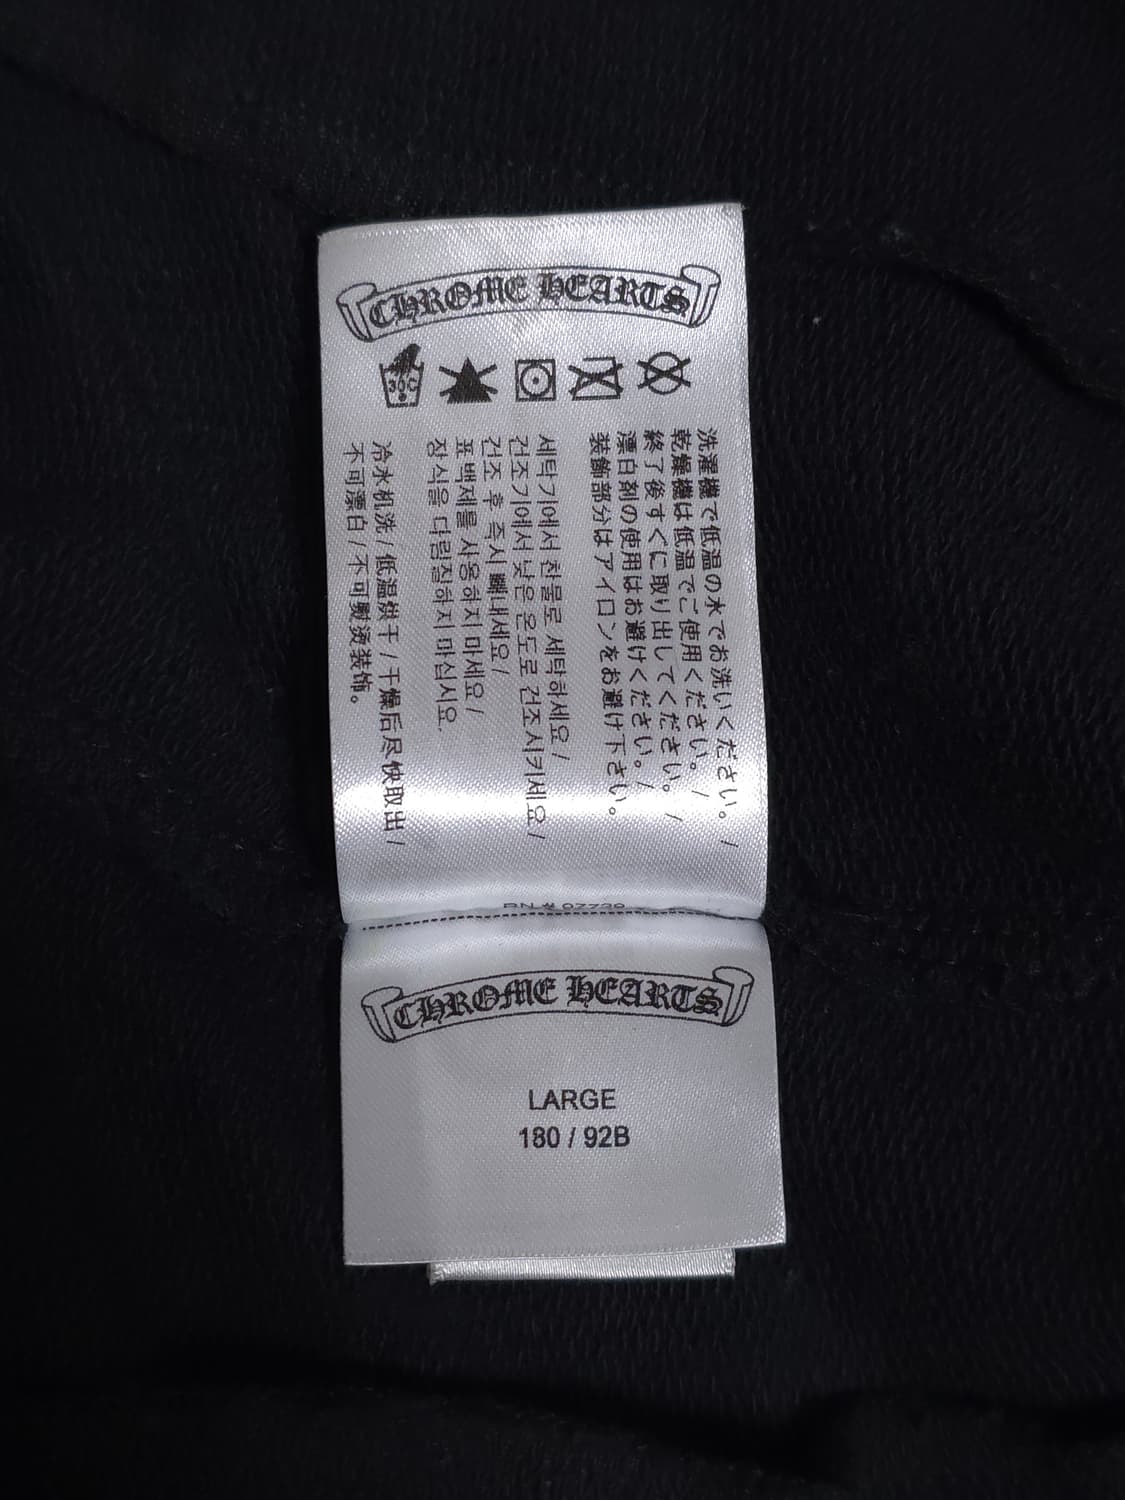 CHROME HEARTS
30C
洗濯機で低温の水でお洗いください。/
乾燥機は低温でご使用ください。/
終了後すぐに取り出してください。/
漂白剤の使用はお避けください。/
装飾部分はアイロンをお避け下さい。
세탁기에서 찬물로 세탁하세요 /
건조기에서 낮은 온도로 건조시키세요 /
건조 후 즉시 빼내세요 /
표백제를 사용하지 마세요 /
장식을 다림질하지 마십시요.
冷水机洗 / 低温烘干 / 干燥后尽快取出 /
不可漂白 / 不可熨烫装饰。
RN # 07739
CHROME HEARTS
LARGE
180 / 92B